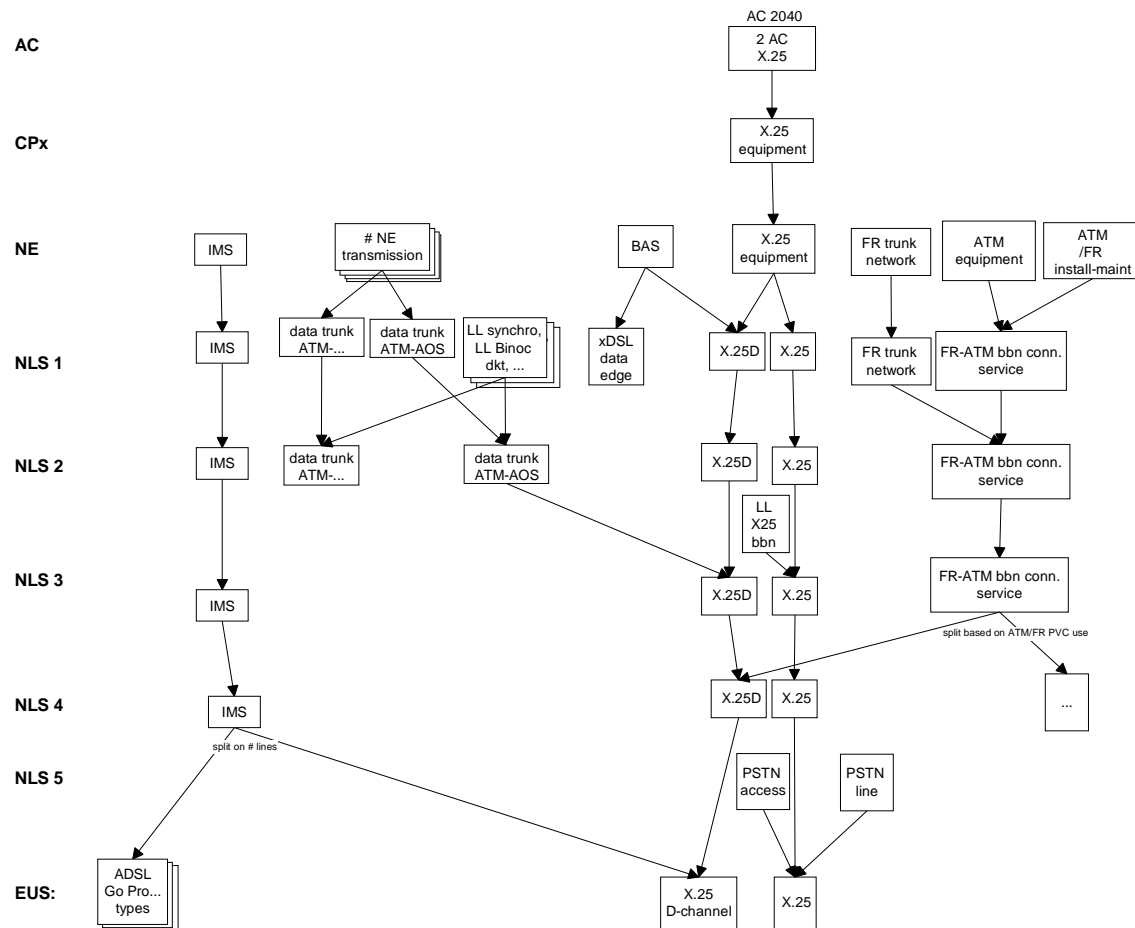 AC 2040
AC
2 AC
X.25
CPx
X.25
equipment
NE
IMS
# NE
transmission
BAS
X.25
equipment
FR trunk
network
ATM
equipment
ATM
/FR
install-maint
NLS 1
IMS
data trunk
ATM-...
data trunk
ATM-AOS
LL synchro,
LL Binoc
dkt, ...
xDSL
data
edge
X.25D
X.25
FR trunk
network
FR-ATM bbn conn.
service
NLS 2
IMS
data trunk
ATM-...
data trunk
ATM-AOS
X.25D
X.25
FR-ATM bbn conn.
service
LL
X25
bbn
NLS 3
IMS
X.25D
X.25
FR-ATM bbn conn.
service
split based on ATM/FR PVC use
NLS 4
IMS
X.25D
X.25
...
split on # lines
NLS 5
PSTN
access
PSTN
line
EUS:
ADSL
Go Pro...
types
X.25
D-channel
X.25